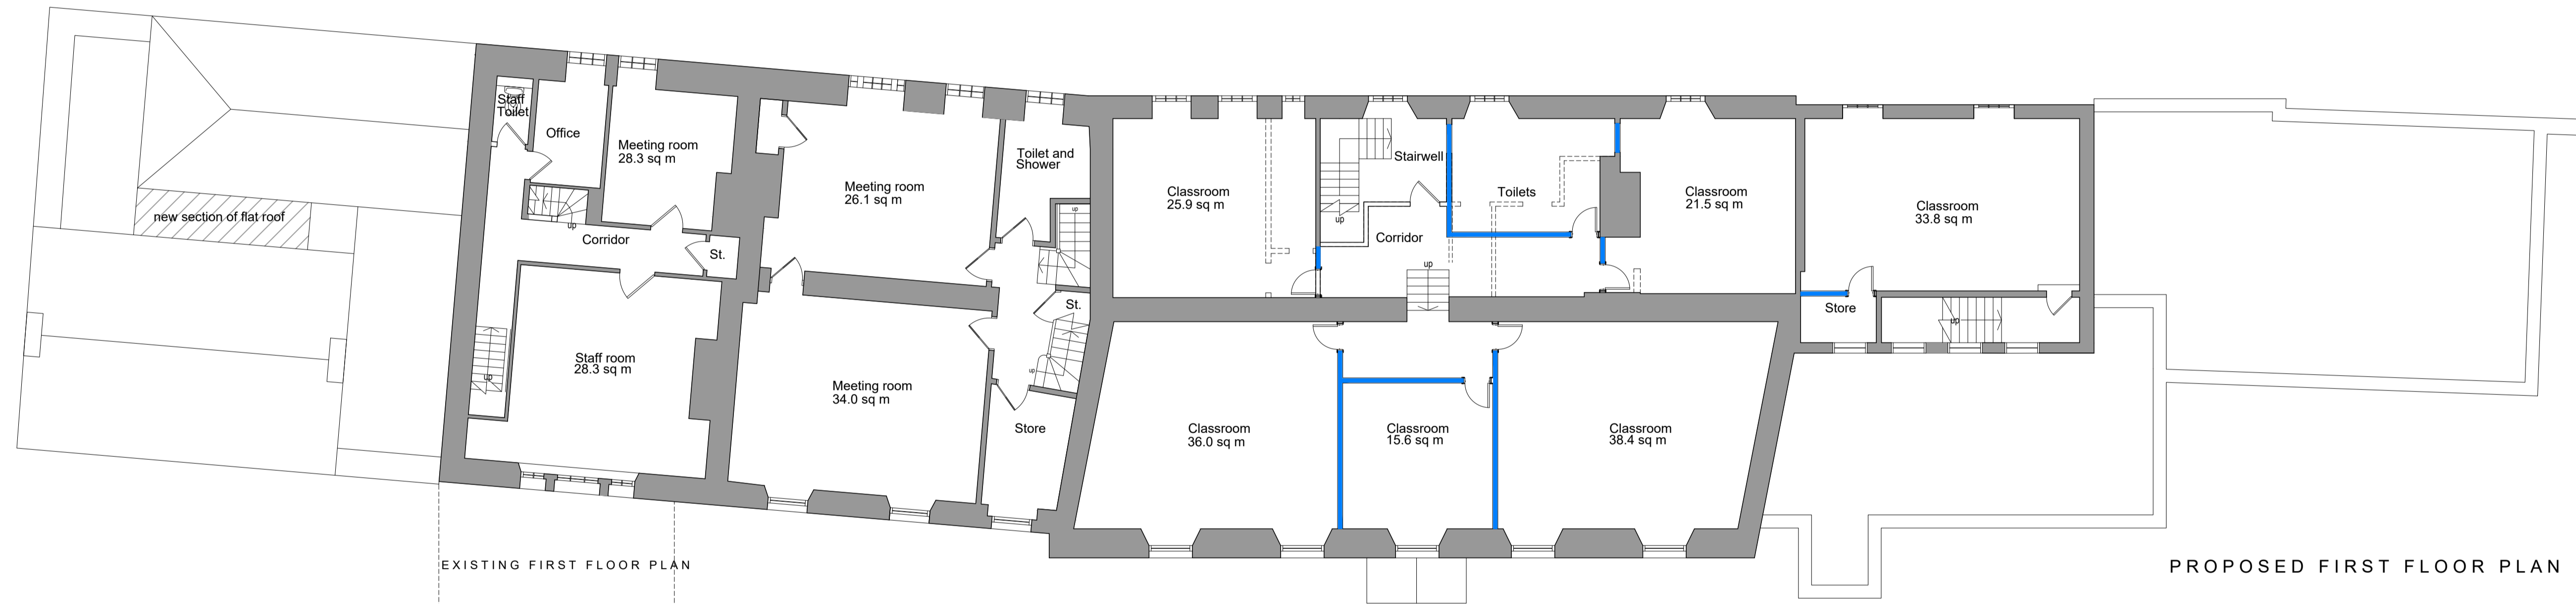 Staff
Toilet
Office
Meeting room
28.3 sq m
new section of flat roof
up
Corridor
St.
Staff room
28.3 sq m
up
Meeting room
26.1 sq m
Toilet and
Shower
up
St.
up
Meeting room
34.0 sq m
Store
Classroom
25.9 sq m
Stairwell
up
Corridor
up
Toilets
Classroom
21.5 sq m
Classroom
33.8 sq m
Store
up
Classroom
36.0 sq m
Classroom
15.6 sq m
Classroom
38.4 sq m
EXISTING FIRST FLOOR PLAN
PROPOSED FIRST FLOOR PLAN